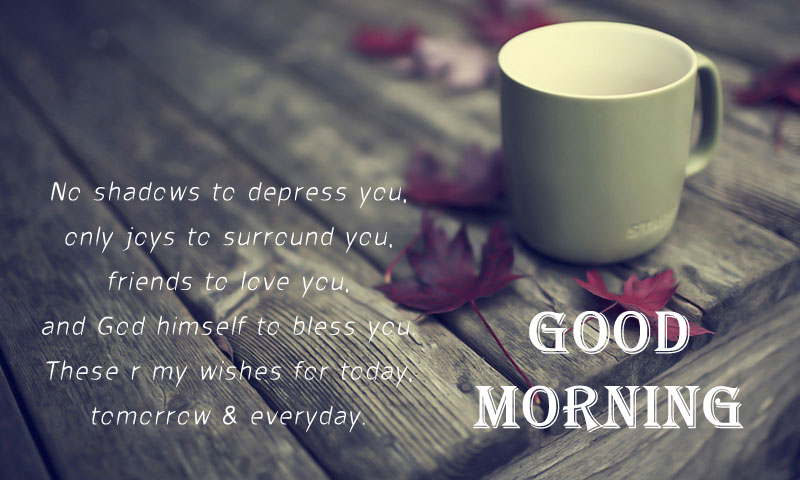 No shadows to depress you,
only joys to surround you,
friends to love you,
and God himself to bless you.
These r my wishes for today,
tomorrow & everyday.
GOOD
MORNING